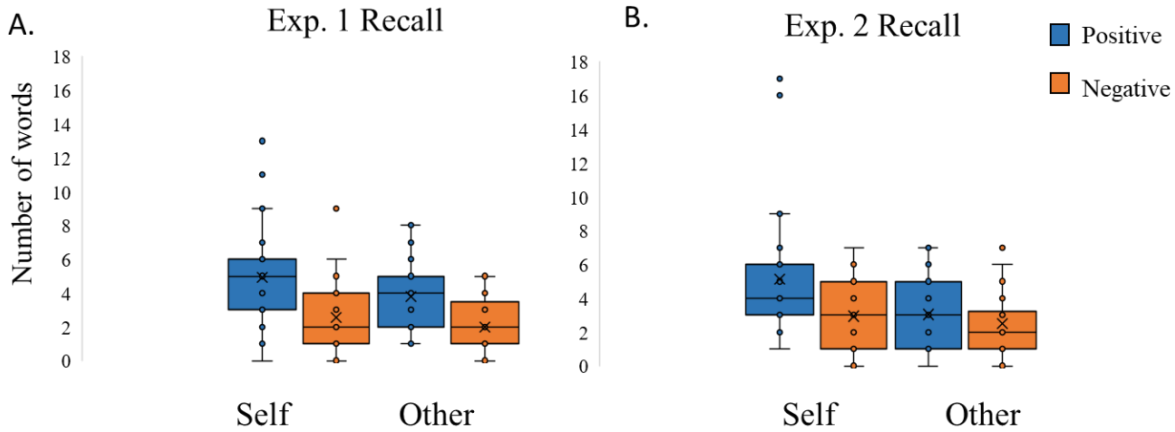 A.
Exp. 1 Recall
Number of words
18
16
14
12
10
8
6
4
2
0
Self
Other
B.
Exp. 2 Recall
18
16
14
12
10
8
6
4
2
0
Self
Other
Positive
Negative